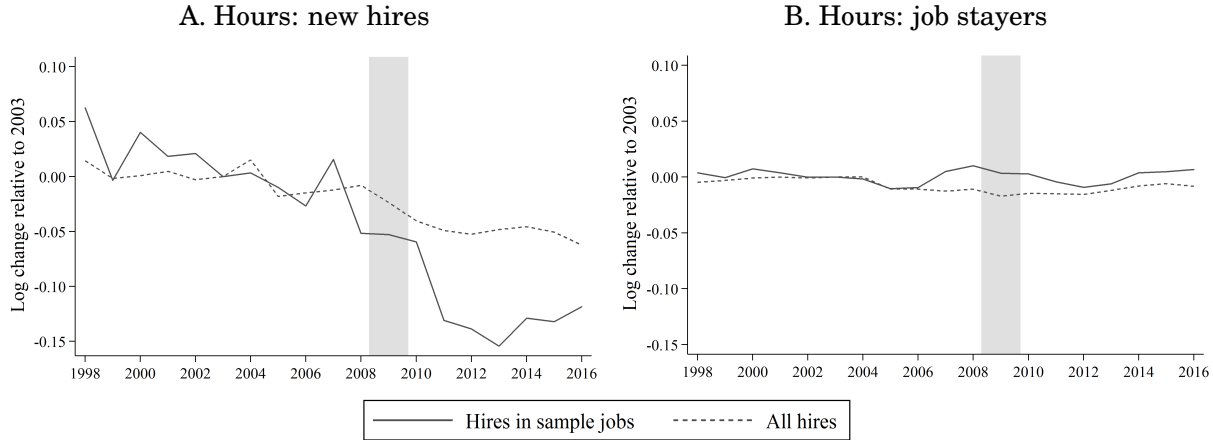 A. Hours: new hires
B. Hours: job stayers
Log change relative to 2003
0.10
0.05
0.00
-0.05
-0.10
-0.15
1998 2000 2002 2004 2006 2008 2010 2012 2014 2016
Log change relative to 2003
0.10
0.05
0.00
-0.05
-0.10
-0.15
1998 2000 2002 2004 2006 2008 2010 2012 2014 2016
Hires in sample jobs All hires